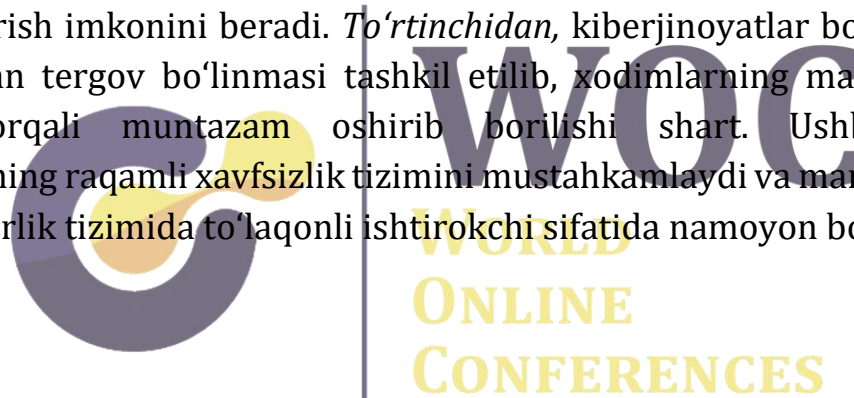 rish imkonini beradi. To‘rtinchidan, kiberjinoyatlar bo
n tergov bo‘linmasi tashkil etilib, xodimlarning ma
orqali muntazam oshirib borilishi shart. Ushb
ning raqamli xavfsizlik tizimini mustahkamlaydi va ma
rlik tizimida to‘laqonli ishtirokchi sifatida namoyon bo
WOC
WORLD
ONLINE
CONFERENCES